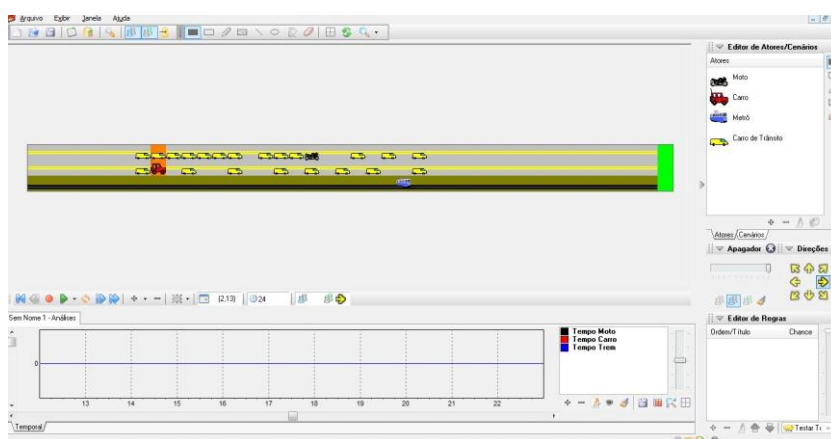 Arquivo Exibir Janela Ajuda
Editor de Atores/Cenários
Atores
Moto
Carro
Metrô
Carro de Trânsito
Atores Cenários
Apagador Direções
(2,13) 24
Sem Nome 1 - Análises
Editor de Regras
Ordem/Título Chance
0
Tempo Moto
Tempo Carro
Tempo Trem
13 14 15 16 17 18 19 20 21 22
Temporal